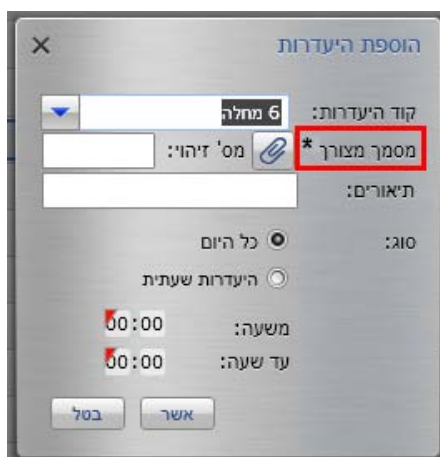 הוספת היעדרות
קוד היעדרות: 6 מחלה
מסמך מצורך * מס' זיהוי:
תיאורים:
סוג: כל היום
היעדרות שעתית
משעה: 00:00
עד שעה: 00:00
אשר בטל